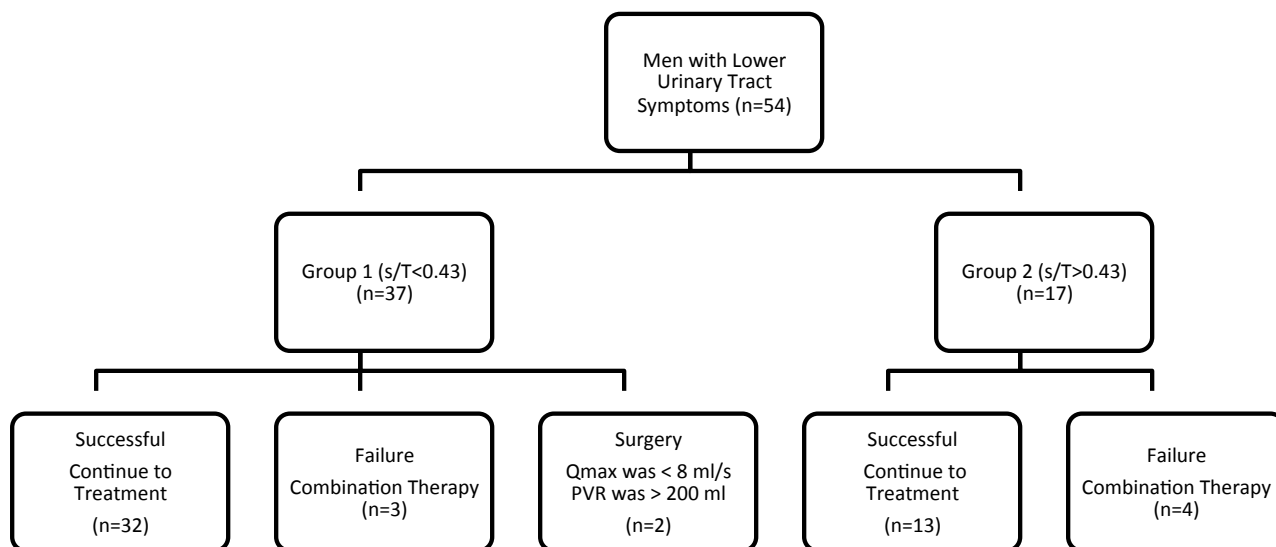 Men with Lower
Urinary Tract
Symptoms (n=54)
Group 1 (s/T<0.43)
(n=37)
Group 2 (s/T>0.43)
(n=17)
Successful
Continue to
Treatment
(n=32)
Failure
Combination Therapy
(n=3)
Surgery
Qmax was < 8 ml/s
PVR was > 200 ml
(n=2)
Successful
Continue to
Treatment
(n=13)
Failure
Combination Therapy
(n=4)